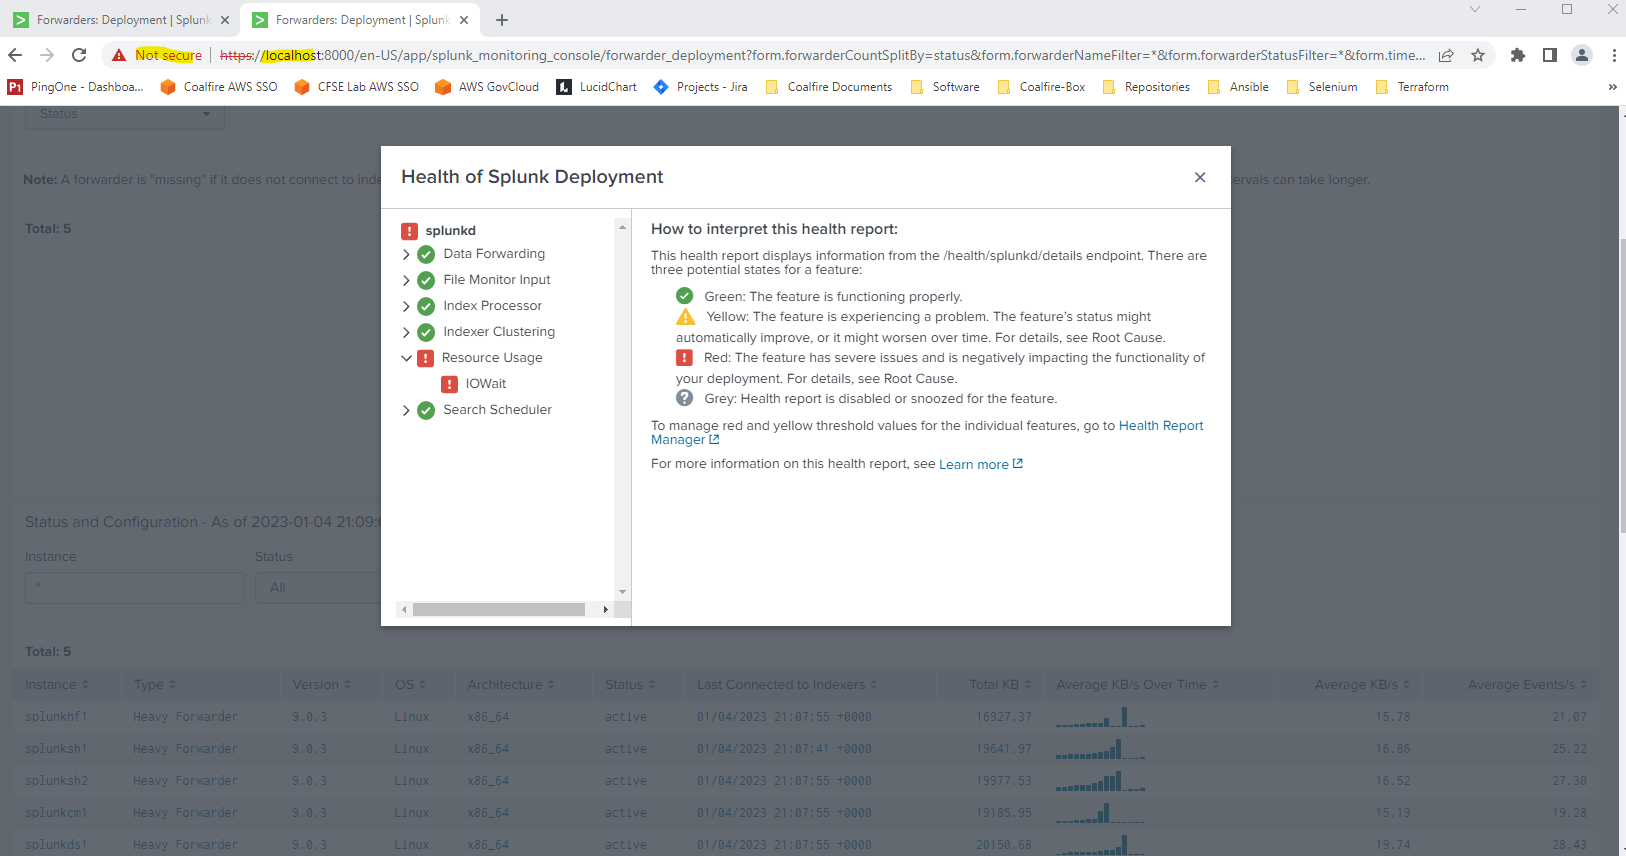 Forwarders: Deployment | Splunk
Forwarders: Deployment | Splunk
Not secure https://localhost:8000/en-US/app/splunk_monitoring_console/forwarder_deployment?form.forwarderCountSplitBy=status&form.forwarderNameFilter=*&form.forwarderStatusFilter=*&form.time...
P1 PingOne - Dashboa... Coalfire AWS SSO CFSE Lab AWS SSO AWS GovCloud LucidChart Projects - Jira Coalfire Documents Software Coalfire-Box Repositories Ansible Selenium Terraform »
Status
Note: A forwarder is "missing" if it does not connect to inde
ervals can take longer.
Total: 5
Health of Splunk Deployment
splunkd
Data Forwarding
File Monitor Input
Index Processor
Indexer Clustering
Resource Usage
IOWait
Search Scheduler
How to interpret this health report:
This health report displays information from the /health/splunkd/details endpoint. There are
three potential states for a feature:
Green: The feature is functioning properly.
Yellow: The feature is experiencing a problem. The feature's status might
automatically improve, or it might worsen over time. For details, see Root Cause.
Red: The feature has severe issues and is negatively impacting the functionality of
your deployment. For details, see Root Cause.
Grey: Health report is disabled or snoozed for the feature.
To manage red and yellow threshold values for the individual features, go to Health Report
Manager
For more information on this health report, see Learn more
Status and Configuration - As of 2023-01-04 21:09:0
Instance Status
* All
Total: 5
Instance Type Version OS Architecture Status Last Connected to Indexers Total KB Average KB/s Over Time Average KB/s Average Events/s
splunkhf1 Heavy Forwarder 9.0.3 Linux x86_64 active 01/04/2023 21:07:55 +0000 16927.37 15.78 21.07
splunksh1 Heavy Forwarder 9.0.3 Linux x86_64 active 01/04/2023 21:07:41 +0000 19641.97 16.86 25.22
splunksh2 Heavy Forwarder 9.0.3 Linux x86_64 active 01/04/2023 21:07:55 +0000 19977.53 16.52 27.30
splunkcm1 Heavy Forwarder 9.0.3 Linux x86_64 active 01/04/2023 21:07:55 +0000 19185.95 15.19 19.28
splunkds1 Heavy Forwarder 9.0.3 Linux x86_64 active 01/04/2023 21:07:55 +0000 20150.68 19.74 28.43